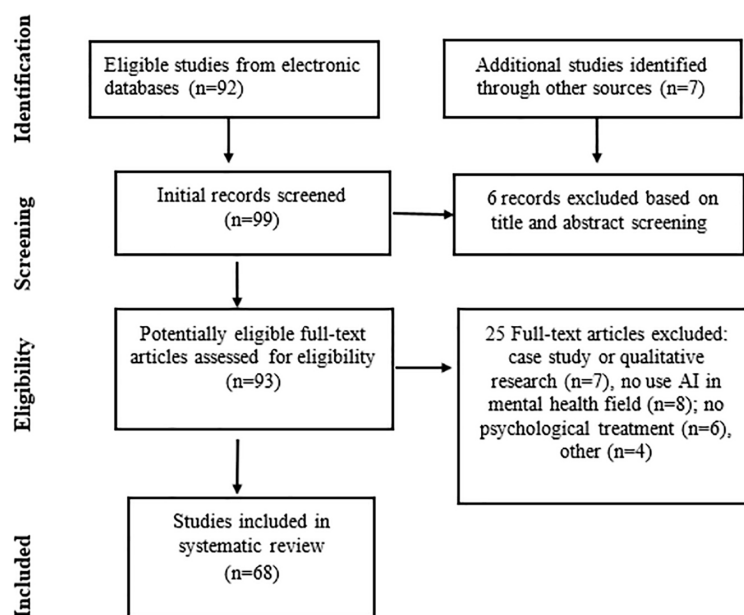 Identification
Eligible studies from electronic
databases (n=92)
Additional studies identified
through other sources (n=7)
Screening
Initial records screened
(n=99)
6 records excluded based on
title and abstract screening
Eligibility
Potentially eligible full-text
articles assessed for eligibility
(n=93)
25 Full-text articles excluded:
case study or qualitative
research (n=7), no use AI in
mental health field (n=8); no
psychological treatment (n=6),
other (n=4)
Included
Studies included in
systematic review
(n=68)